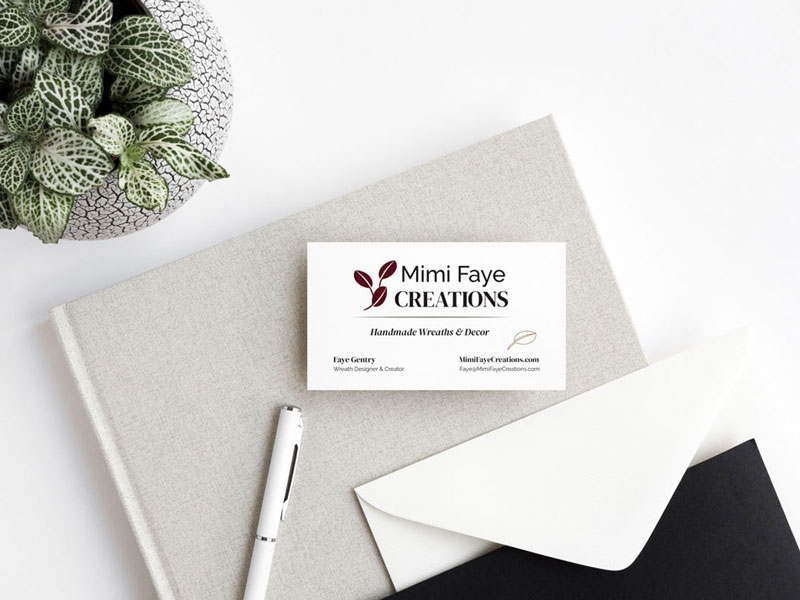 Mimi Faye
CREATIONS
Handmade Wreaths & Decor
Faye Gentry
Wreath Designer & Creator
MimiFayeCreations.com
Faye@MimiFayeCreations.com